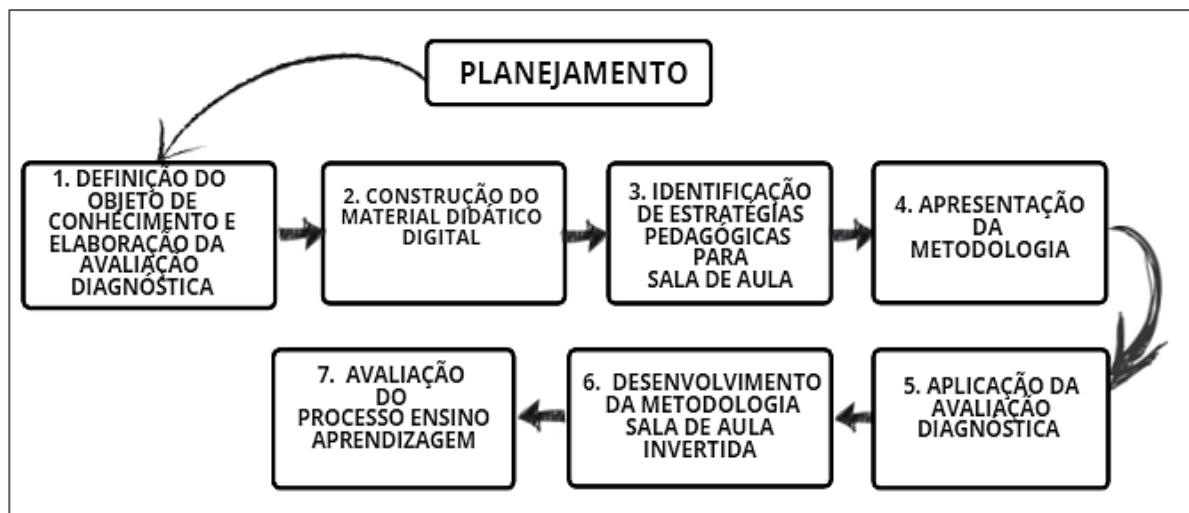 PLANEJAMENTO
1. DEFINIÇÃO DO
OBJETO DE
CONHECIMENTO E
ELABORAÇÃO DA
AVALIAÇÃO
DIAGNÓSTICA
2. CONSTRUÇÃO DO
MATERIAL DIDÁTICO
DIGITAL
3. IDENTIFICAÇÃO
DE ESTRATÉGIAS
PEDAGÓGICAS
PARA
SALA DE AULA
4. APRESENTAÇÃO
DA
METODOLOGIA
5. APLICAÇÃO DA
AVALIAÇÃO
DIAGNÓSTICA
6. DESENVOLVIMENTO
DA METODOLOGIA
SALA DE AULA
INVERTIDA
7. AVALIAÇÃO
DO
PROCESSO ENSINO
APRENDIZAGEM